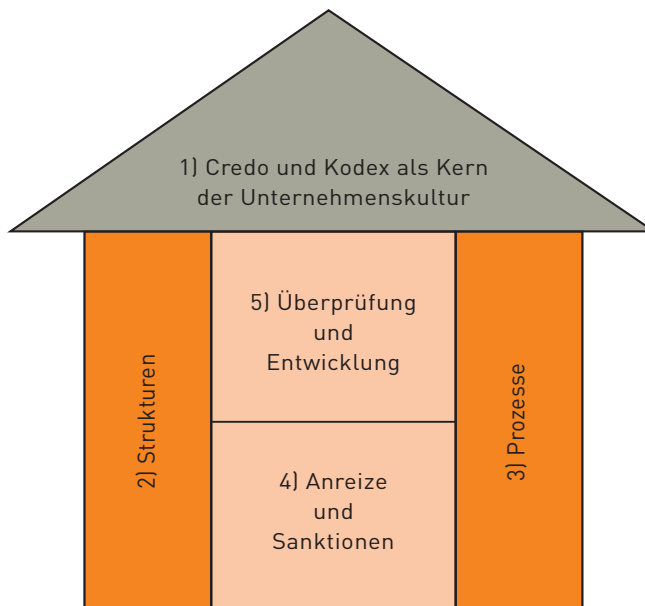 1) Credo und Kodex als Kern
der Unternehmenskultur
2) Strukturen
5) Überprüfung
und
Entwicklung
4) Anreize
und
Sanktionen
3) Prozesse